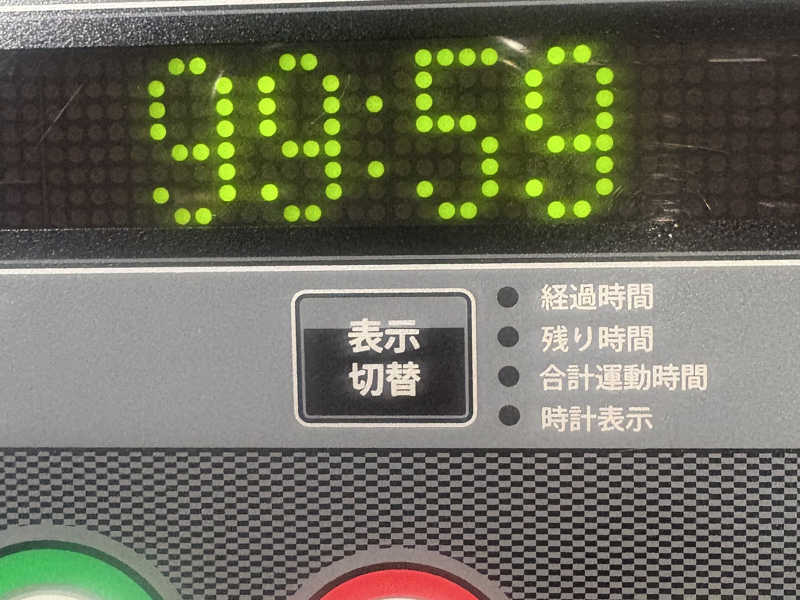 99:59
表示
切替
経過時間
残り時間
合計運動時間
時計表示